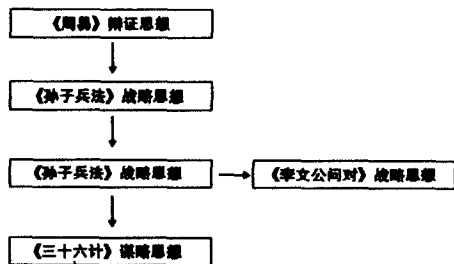 《周易》辩证思想
《孙子兵法》战略思想
《孙子兵法》战略思想
《李文公问对》战略思想
《三十六计》谋略思想